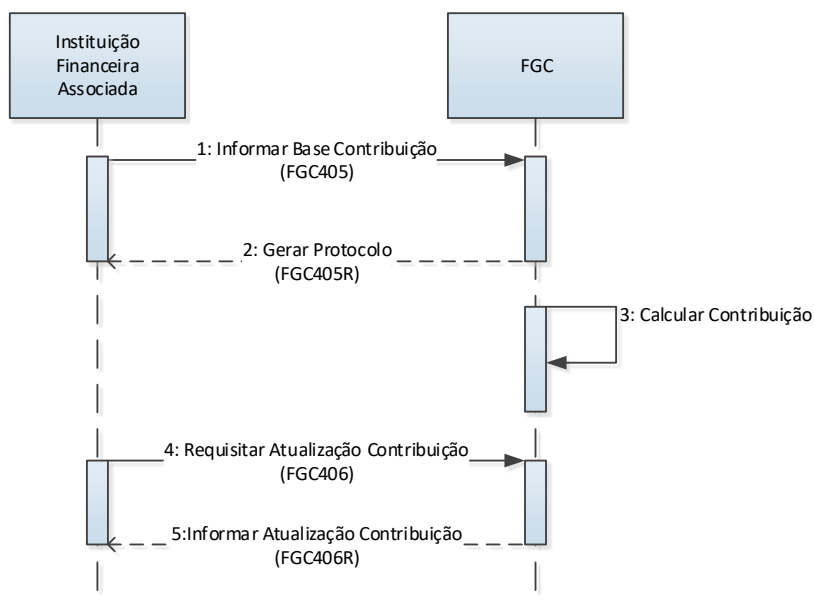 Instituição
Financeira
Associada
FGC
1: Informar Base Contribuição
(FGC405)
2: Gerar Protocolo
(FGC405R)
3: Calcular Contribuição
4: Requisitar Atualização Contribuição
(FGC406)
5:Informar Atualização Contribuição
(FGC406R)